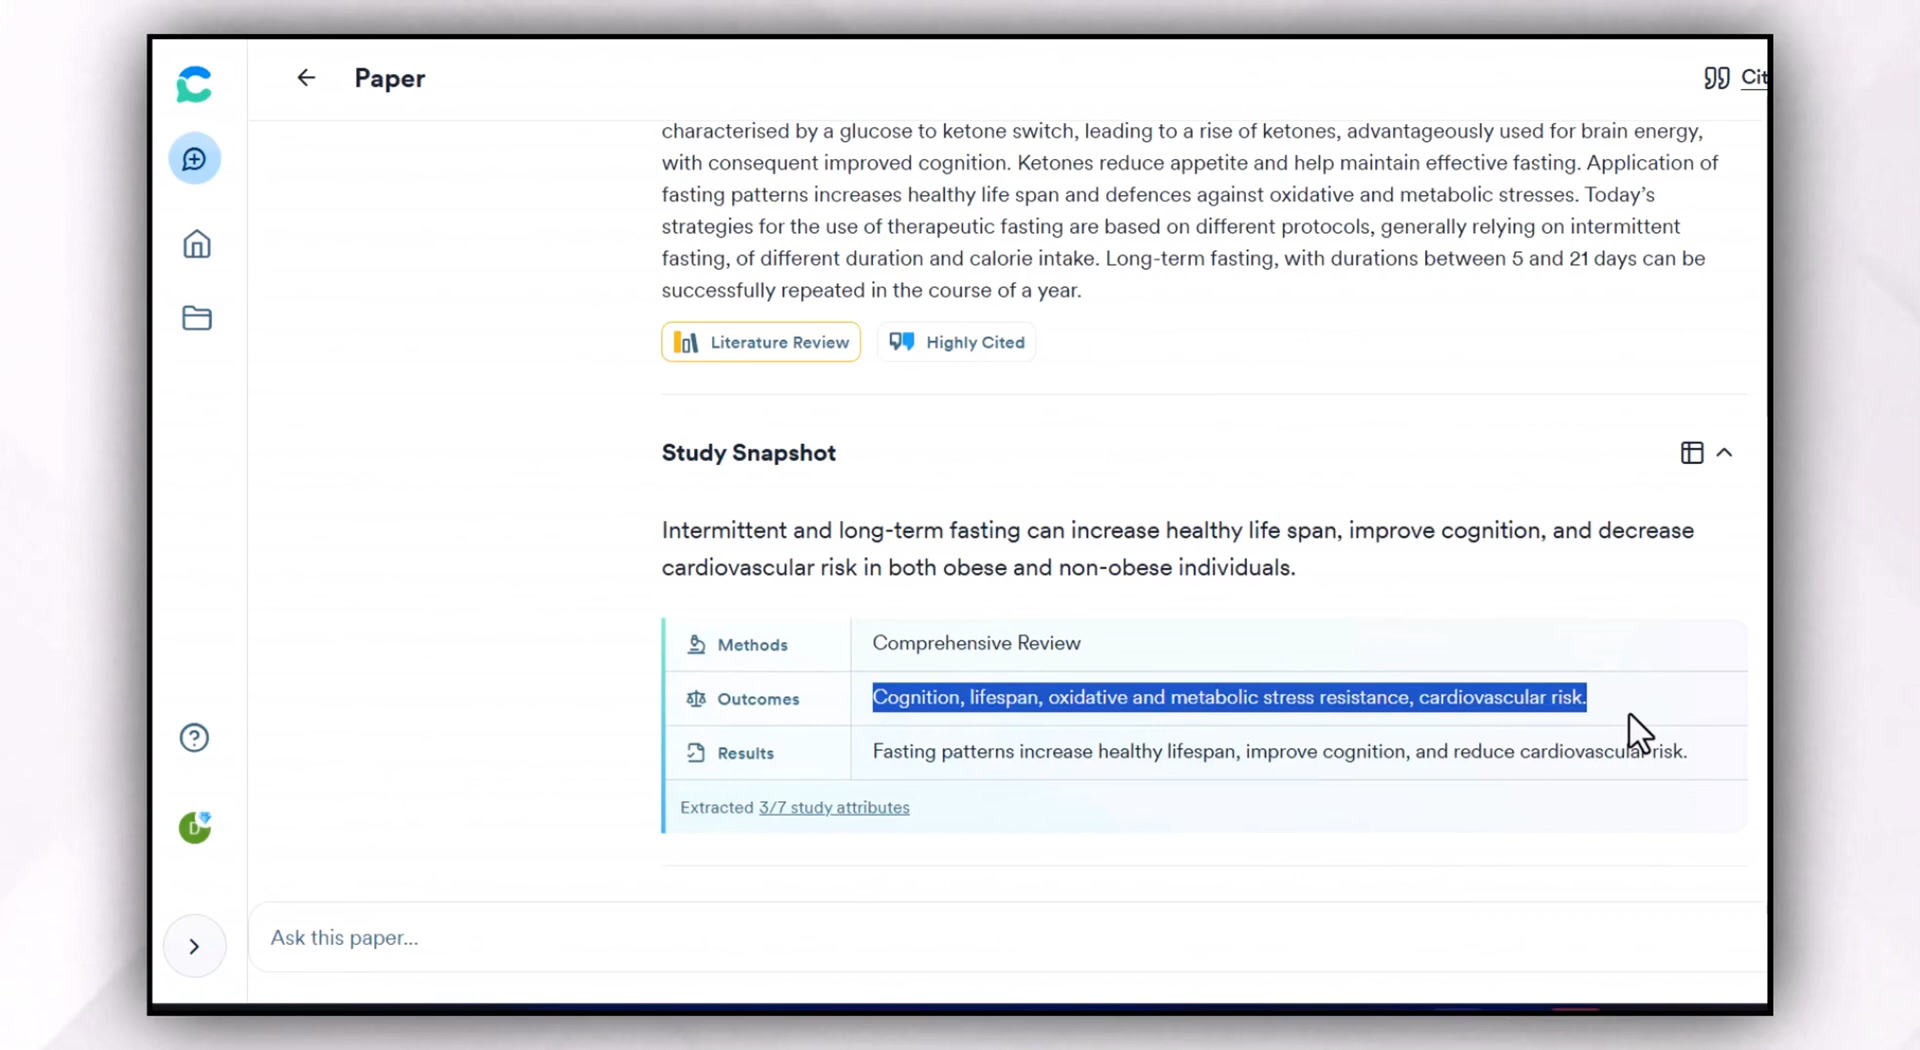 Paper
Cit
characterised by a glucose to ketone switch, leading to a rise of ketones, advantageously used for brain energy,
with consequent improved cognition. Ketones reduce appetite and help maintain effective fasting. Application of
fasting patterns increases healthy life span and defences against oxidative and metabolic stresses. Today’s
strategies for the use of therapeutic fasting are based on different protocols, generally relying on intermittent
fasting, of different duration and calorie intake. Long-term fasting, with durations between 5 and 21 days can be
successfully repeated in the course of a year.
Literature Review
Highly Cited
Study Snapshot
Intermittent and long-term fasting can increase healthy life span, improve cognition, and decrease
cardiovascular risk in both obese and non-obese individuals.
Methods
Comprehensive Review
Outcomes
Cognition, lifespan, oxidative and metabolic stress resistance, cardiovascular risk.
Results
Fasting patterns increase healthy lifespan, improve cognition, and reduce cardiovascular risk.
Extracted 3/7 study attributes
D
Ask this paper...